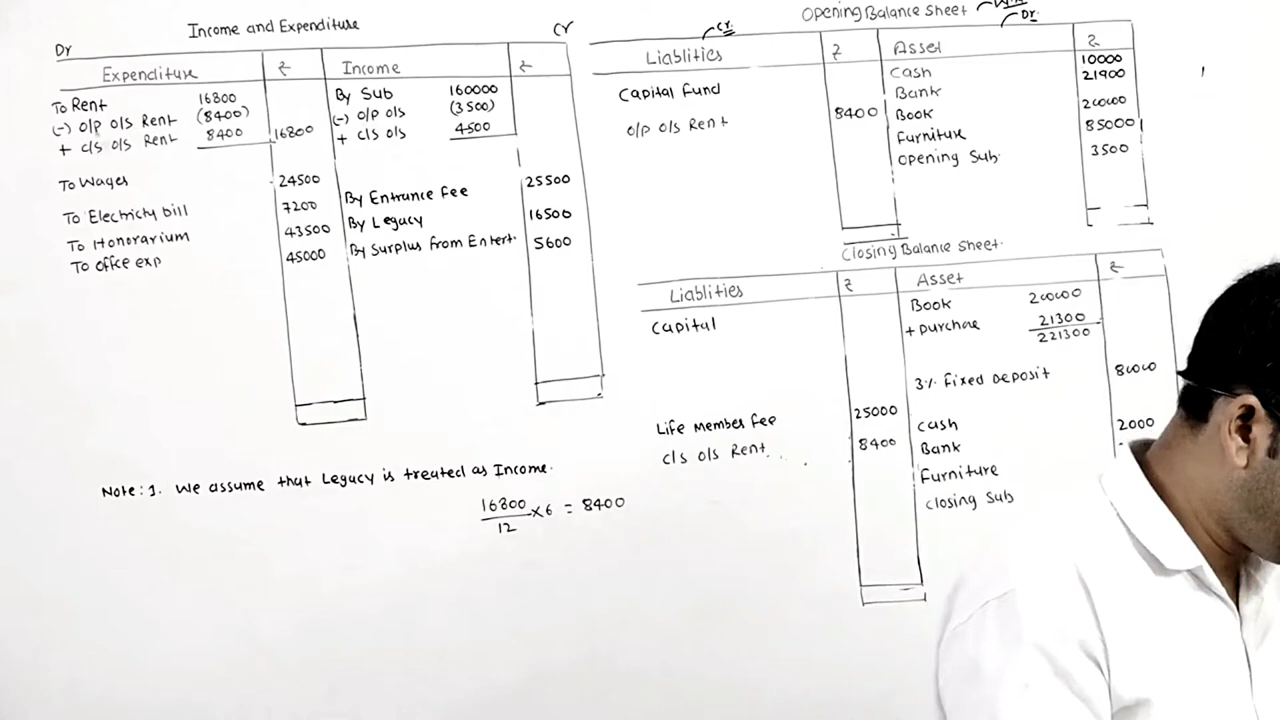 Income and Expenditure
Dr
Cr
Expenditure ₹ Income ₹
To Rent 16800
(-) o/p o/s Rent (8400)
+ c/s o/s Rent 8400 16800
To Wages 24500
To Electricity bill 7200
To Honorarium 43500
To office exp 45000
By Sub 160000
(-) o/p o/s (3500)
+ c/s o/s 4500
By Entrance Fee 25500
By Legacy 16500
By Surplus from Entert. 5600
Note: 1. We assume that Legacy is treated as Income.
16800/12 ×6 = 8400
Opening Balance Sheet
Cr.
Dr.
Liablities ₹ Asset ₹
Capital Fund
o/p o/s Rent 8400
Cash 10000
Bank 21900
Book 200000
Furniture 85000
Opening Sub. 3500
Closing Balance Sheet.
Liablities ₹ Asset ₹
Capital
Life Member Fee 25000
c/s o/s Rent 8400
Book 200000
+ purchae 21300
221300
3% Fixed Deposit 80000
Cash 2000
Bank
Furniture
Closing Sub